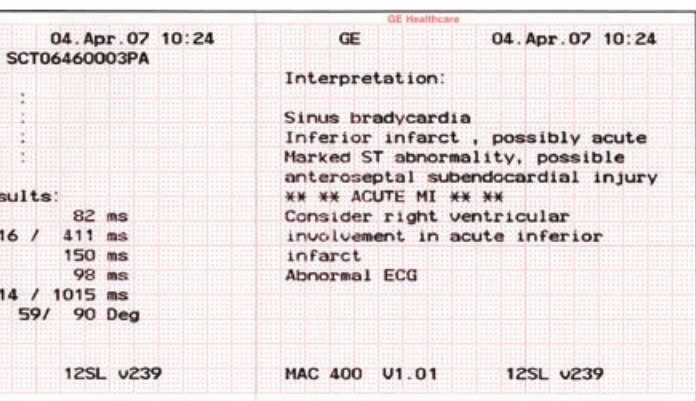 GE Healthcare
04.Apr.07 10:24
SCT06460003PA
:
:
:
:
sults:
82 ms
16 / 411 ms
150 ms
98 ms
14 / 1015 ms
59/ 90 Deg
12SL v239
GE 04.Apr.07 10:24
Interpretation:
Sinus bradycardia
Inferior infarct , possibly acute
Marked ST abnormality, possible
anteroseptal subendocardial injury
** ** ACUTE MI ** **
Consider right ventricular
involvement in acute inferior
infarct
Abnormal ECG
MAC 400 V1.01 12SL v239